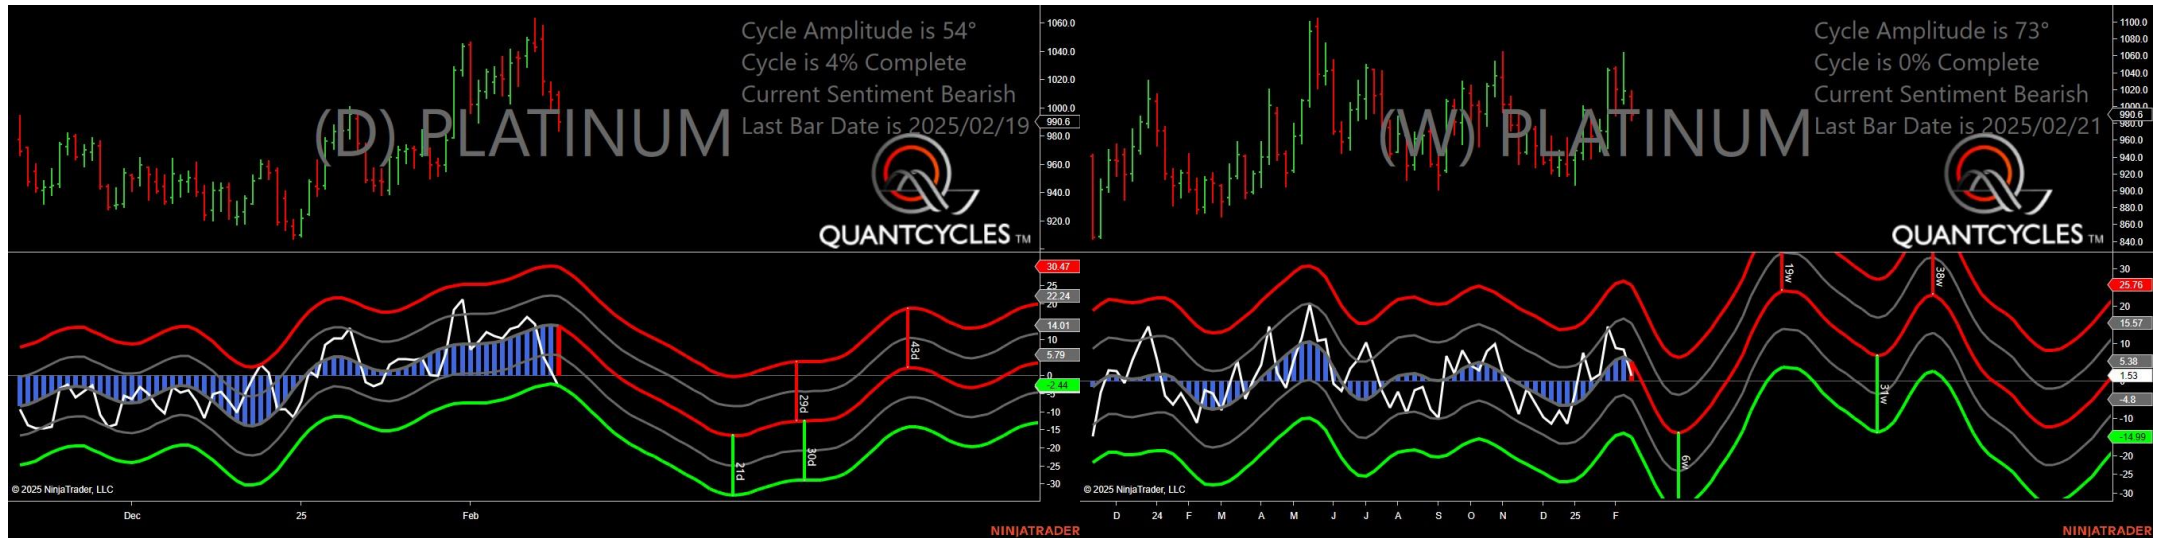 Cycle Amplitude is 54°
Cycle is 4% Complete
Current Sentiment Bearish
Last Bar Date is 2025/02/19
(D) PLATINUM
QUANTCYCLES TM
1060.0
1040.0
1020.0
1000.0
990.6
980.0
960.0
940.0
920.0
30.47
25
22.24
20
14.01
10
5.79
0
-2.44
-5
-10
-15
-20
-25
-30
21d
29d
30d
43d
© 2025 NinjaTrader, LLC
Dec
25
Feb
NINJATRADER
Cycle Amplitude is 73°
Cycle is 0% Complete
Current Sentiment Bearish
Last Bar Date is 2025/02/21
(W) PLATINUM
QUANTCYCLES TM
1100.0
1080.0
1060.0
1040.0
1020.0
1000.0
990.6
980.0
960.0
940.0
920.0
900.0
880.0
860.0
840.0
30
25.76
20
15.57
10
5.38
1.53
-4.8
-10
-14.99
-20
-25
-30
6w
19w
31w
38w
© 2025 NinjaTrader, LLC
D 24 F M A M J J A S O N D 25 F
NINJATRADER